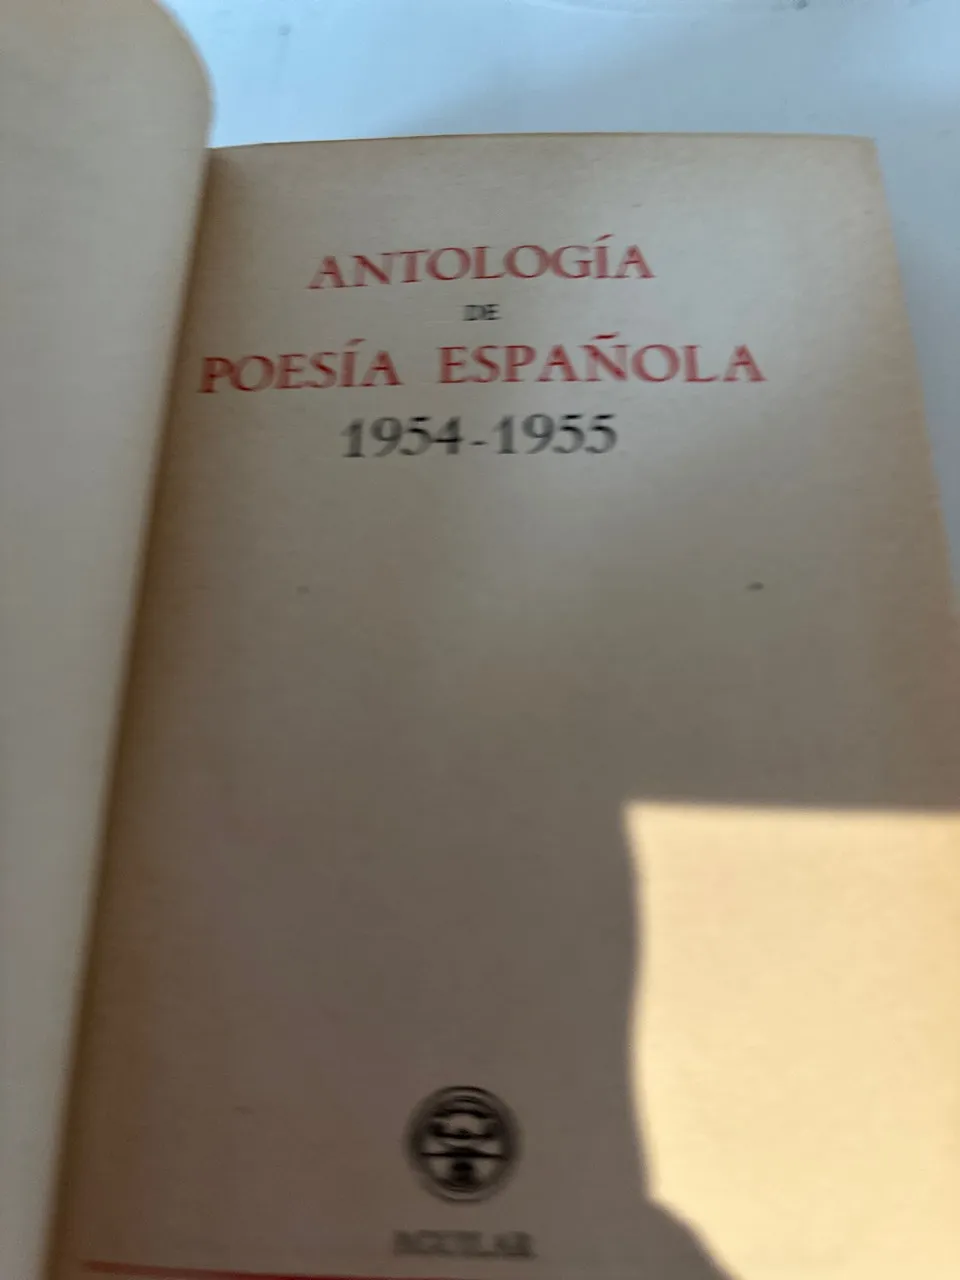 ANTOLOGÍA
DE
POESÍA ESPAÑOLA
1954-1955
AGUILAR